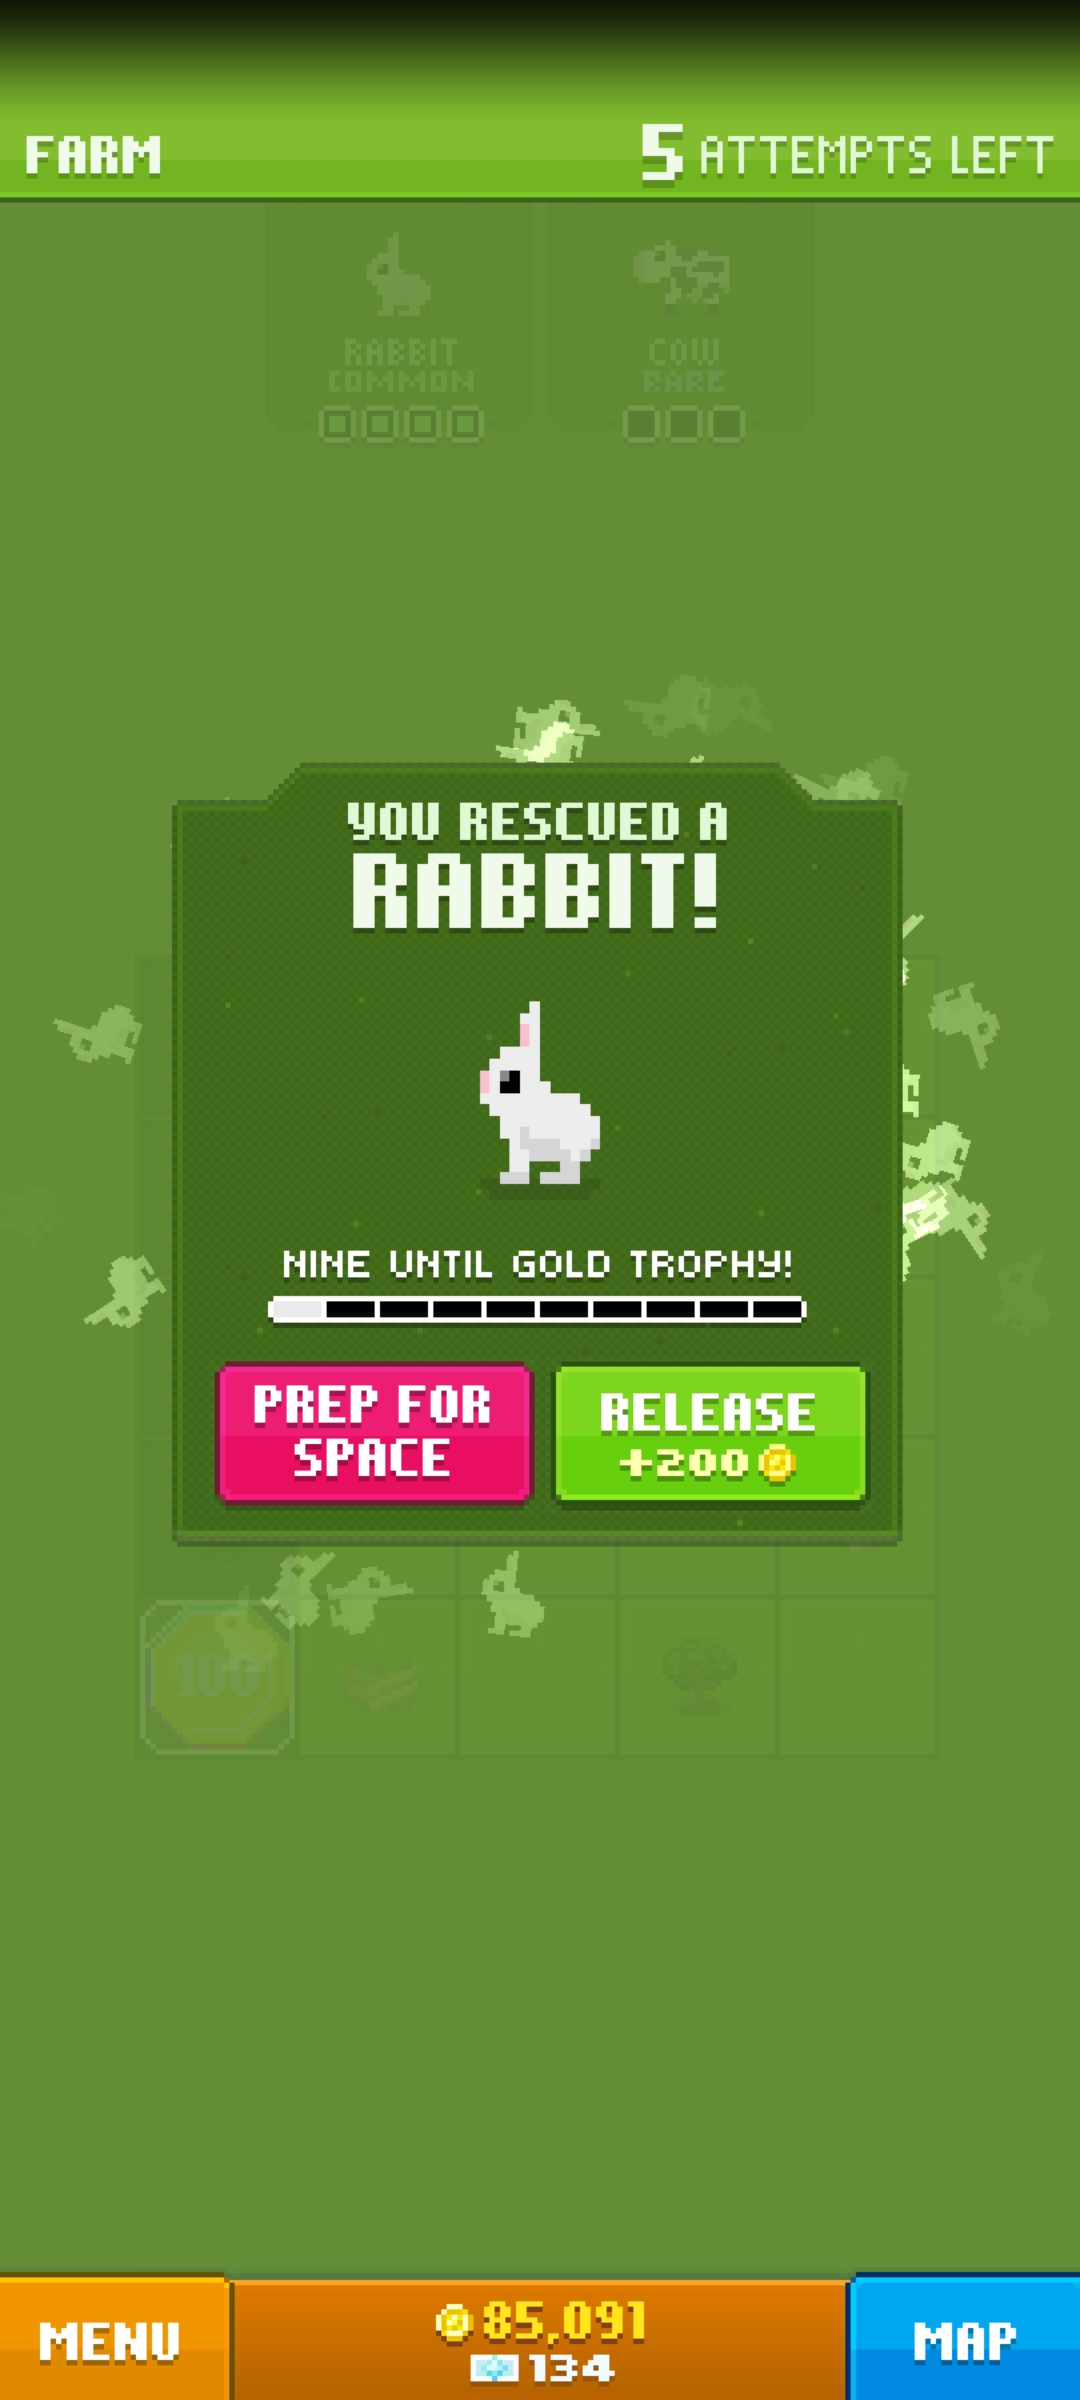 FARM
5 ATTEMPTS LEFT
RABBIT
COMMON
COW
RARE
YOU RESCUED A
RABBIT!
NINE UNTIL GOLD TROPHY!
PREP FOR
SPACE
RELEASE
+200
100
MENU
85,091
134
MAP